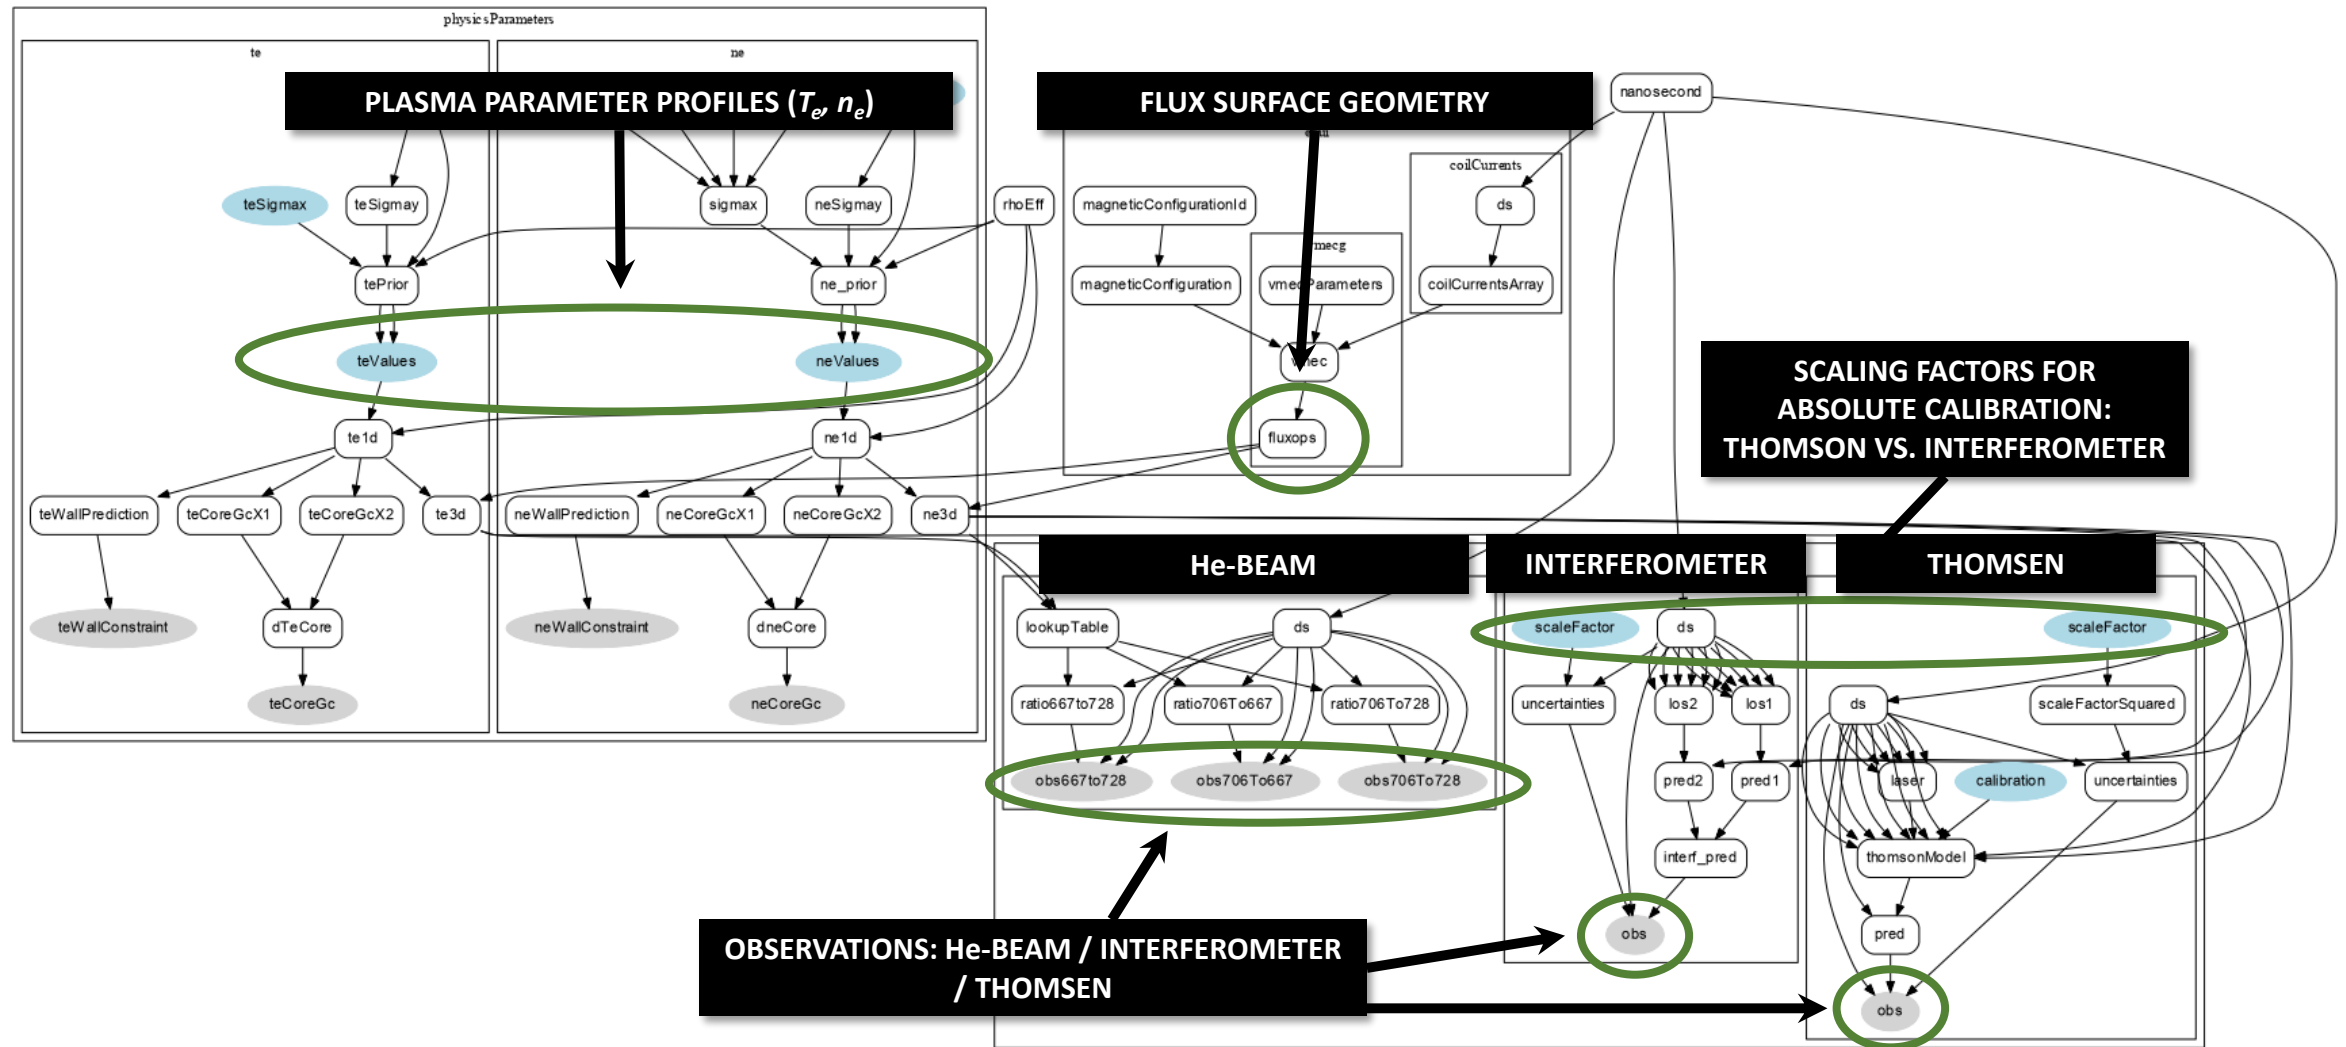 physicsParameters
te
ne
PLASMA PARAMETER PROFILES (Te, ne)
FLUX SURFACE GEOMETRY
nanosecond
coilCurrents
teSigmax
teSigmay
sigmax
neSigmay
rhoEff
magneticConfigurationId
ds
tePrior
ne_prior
magneticConfiguration
coilCurrentsArray
teValues
neValues
SCALING FACTORS FOR
ABSOLUTE CALIBRATION:
THOMSON VS. INTERFEROMETER
te1d
ne1d
fluxops
teWallPrediction
teCoreGcX1
teCoreGcX2
te3d
neWallPrediction
neCoreGcX1
neCoreGcX2
ne3d
He-BEAM
INTERFEROMETER
THOMSEN
teWallConstraint
dTeCore
neWallConstraint
dneCore
lookupTable
ds
scaleFactor
ds
scaleFactor
teCoreGc
neCoreGc
ratio667to728
ratio706To667
ratio706To728
uncertainties
los2
los1
ds
scaleFactorSquared
obs667to728
obs706To667
obs706To728
pred2
pred1
laser
calibration
uncertainties
interf_pred
thomsonModel
OBSERVATIONS: He-BEAM / INTERFEROMETER
/ THOMSEN
obs
pred
obs